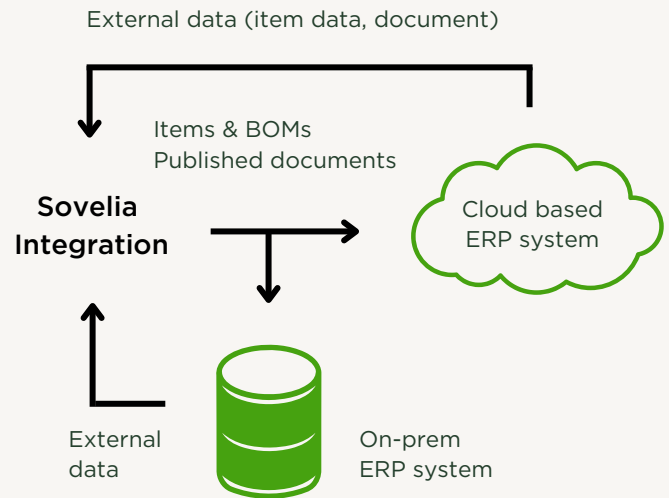 External data (item data, document)
Items & BOMs
Published documents
Sovelia
Integration
Cloud based
ERP system
External
data
On-prem
ERP system